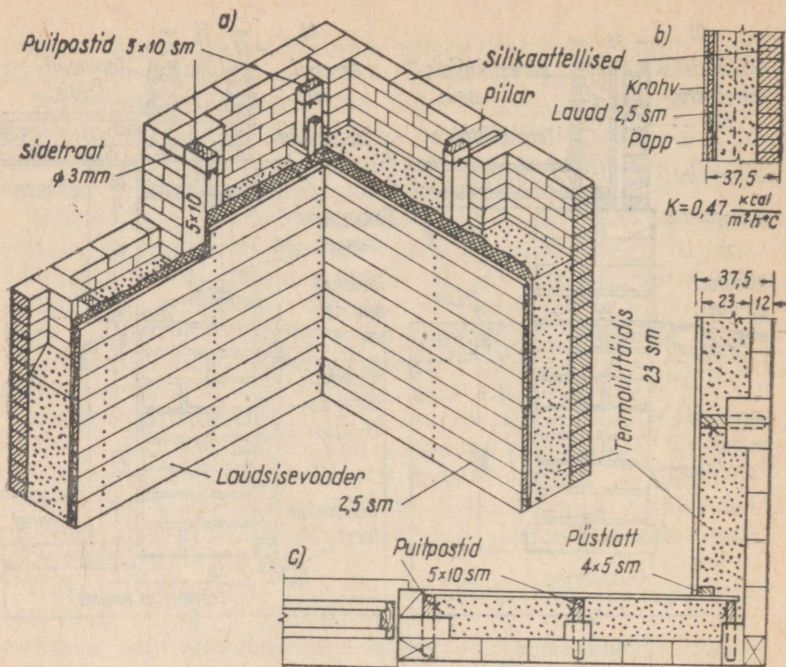 a)
Puitpostid 5×10 sm
Silikaattellised
Piilar
Sidetraat
ϕ 3mm
5×10
b)
Krohv
Lauad 2,5 sm
Papp
37,5
K=0,47 kcal/m²h°C
37,5
23
12
Termoliittäidis
23 sm
Laudsisevooder
2,5 sm
c)
Puitpostid
5×10 sm
Püstlatt
4×5 sm